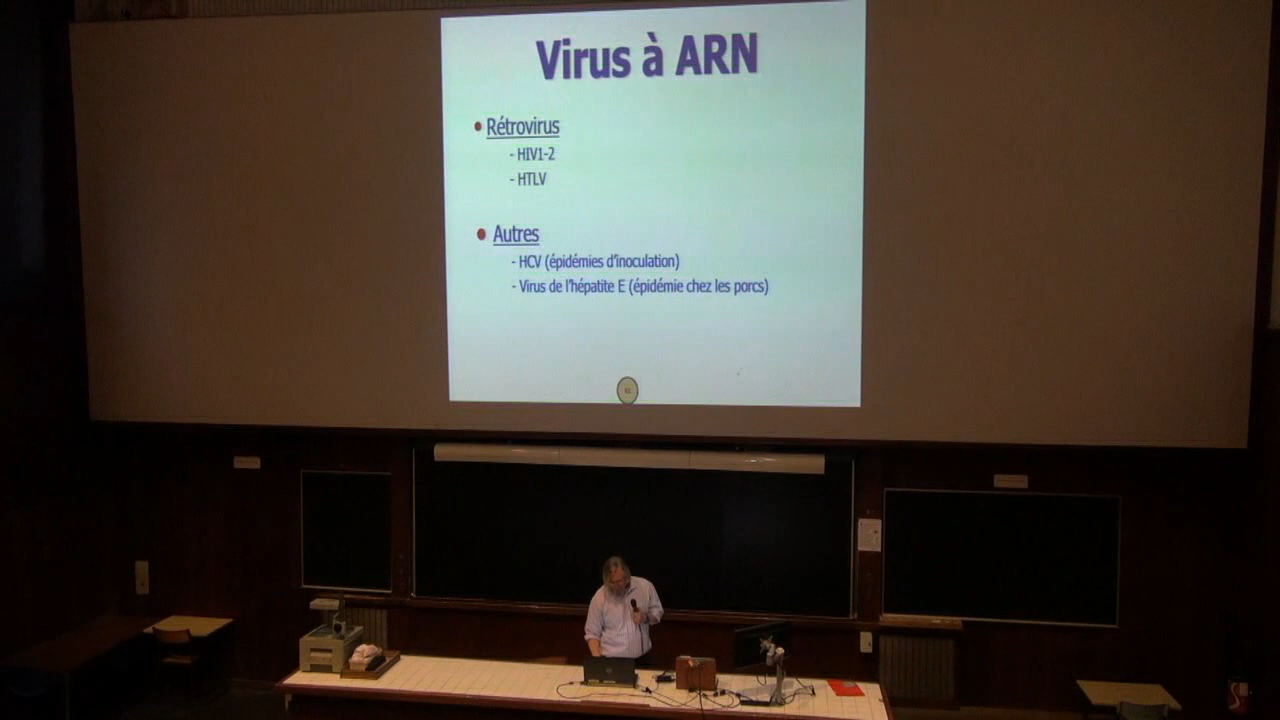 Virus à ARN
• Rétrovirus
- HIV1-2
- HTLV
• Autres
- HCV (épidémies d'inoculation)
- Virus de l'hépatite E (épidémie chez les porcs)